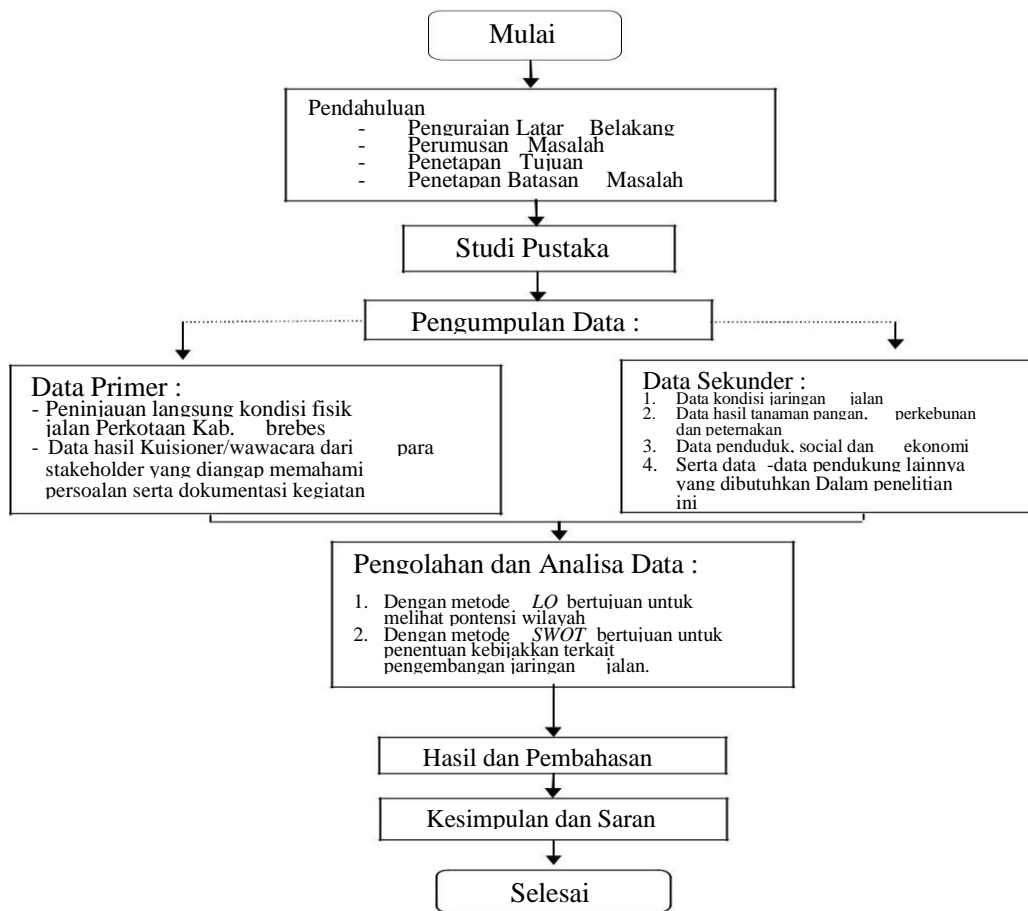 Mulai
Pendahuluan
- Penguraian Latar Belakang
- Perumusan Masalah
- Penetapan Tujuan
- Penetapan Batasan Masalah
Studi Pustaka
Pengumpulan Data :
Data Primer :
- Peninjauan langsung kondisi fisik
jalan Perkotaan Kab. brebes
- Data hasil Kuisioner/wawacara dari para
stakeholder yang diangap memahami
persoalan serta dokumentasi kegiatan
Data Sekunder :
1. Data kondisi jaringan jalan
2. Data hasil tanaman pangan, perkebunan
dan peternakan
3. Data penduduk, social dan ekonomi
4. Serta data -data pendukung lainnya
yang dibutuhkan Dalam penelitian
ini
Pengolahan dan Analisa Data :
1. Dengan metode LO bertujuan untuk
melihat pontensi wilayah
2. Dengan metode SWOT bertujuan untuk
penentuan kebijakkan terkait
pengembangan jaringan jalan.
Hasil dan Pembahasan
Kesimpulan dan Saran
Selesai